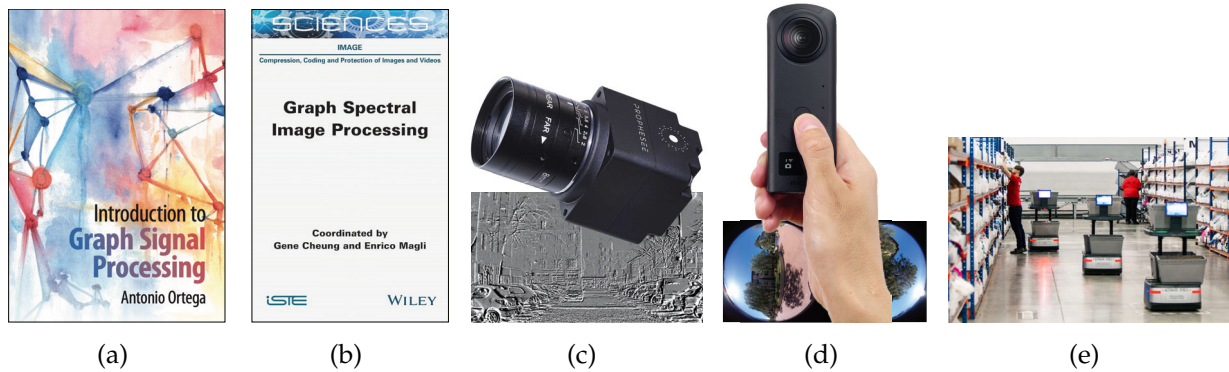 Introduction to
Graph Signal
Processing
Antonio Ortega
SCIENCES
IMAGE
Compression, Coding and Protection of Images and Videos
Graph Spectral
Image Processing
Coordinated by
Gene Cheung and Enrico Magli
iSTE
WILEY
NEAR
FAR
PROPHESEE
(a)
(b)
(c)
(d)
(e)